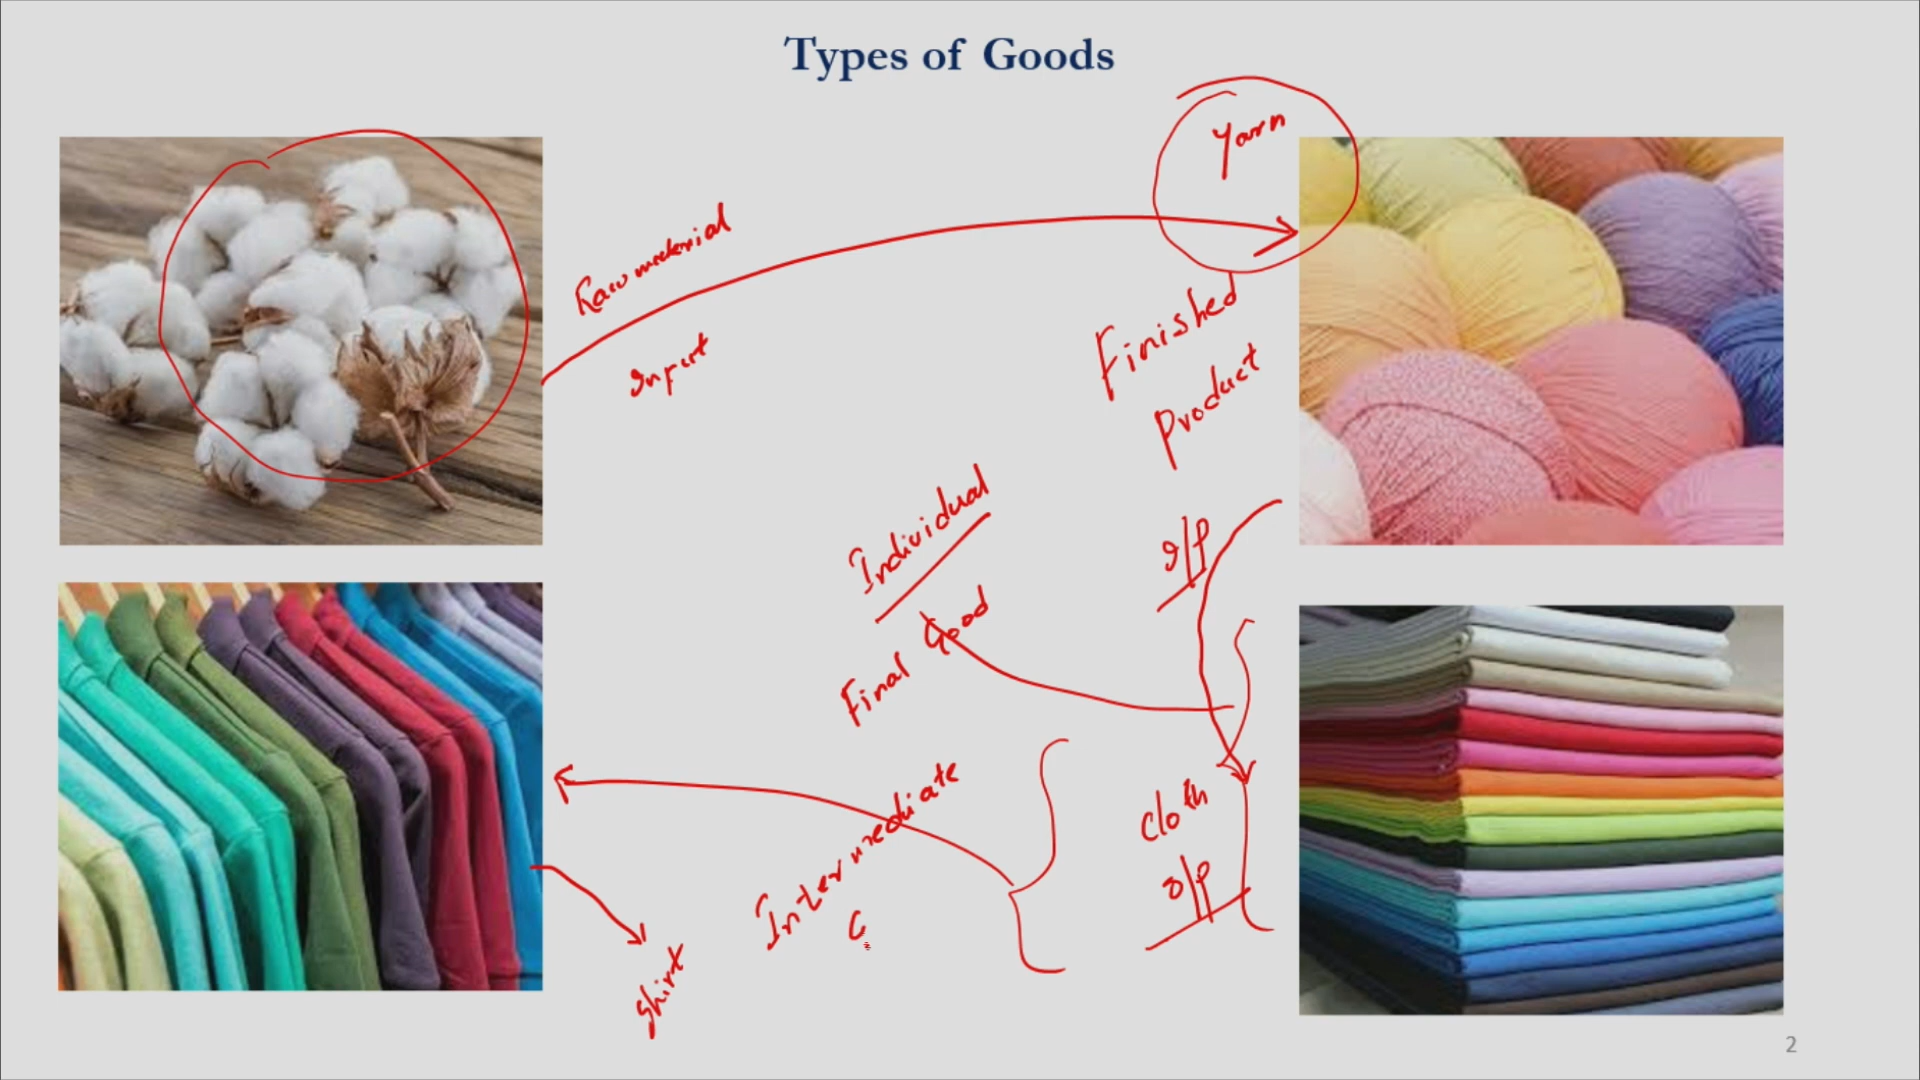 Types of Goods
Yarn
Raw material
Input
Finished
Product
Individual
I/p
Final Good
Intermediate
G
Cloth
O/p
Shirt
2